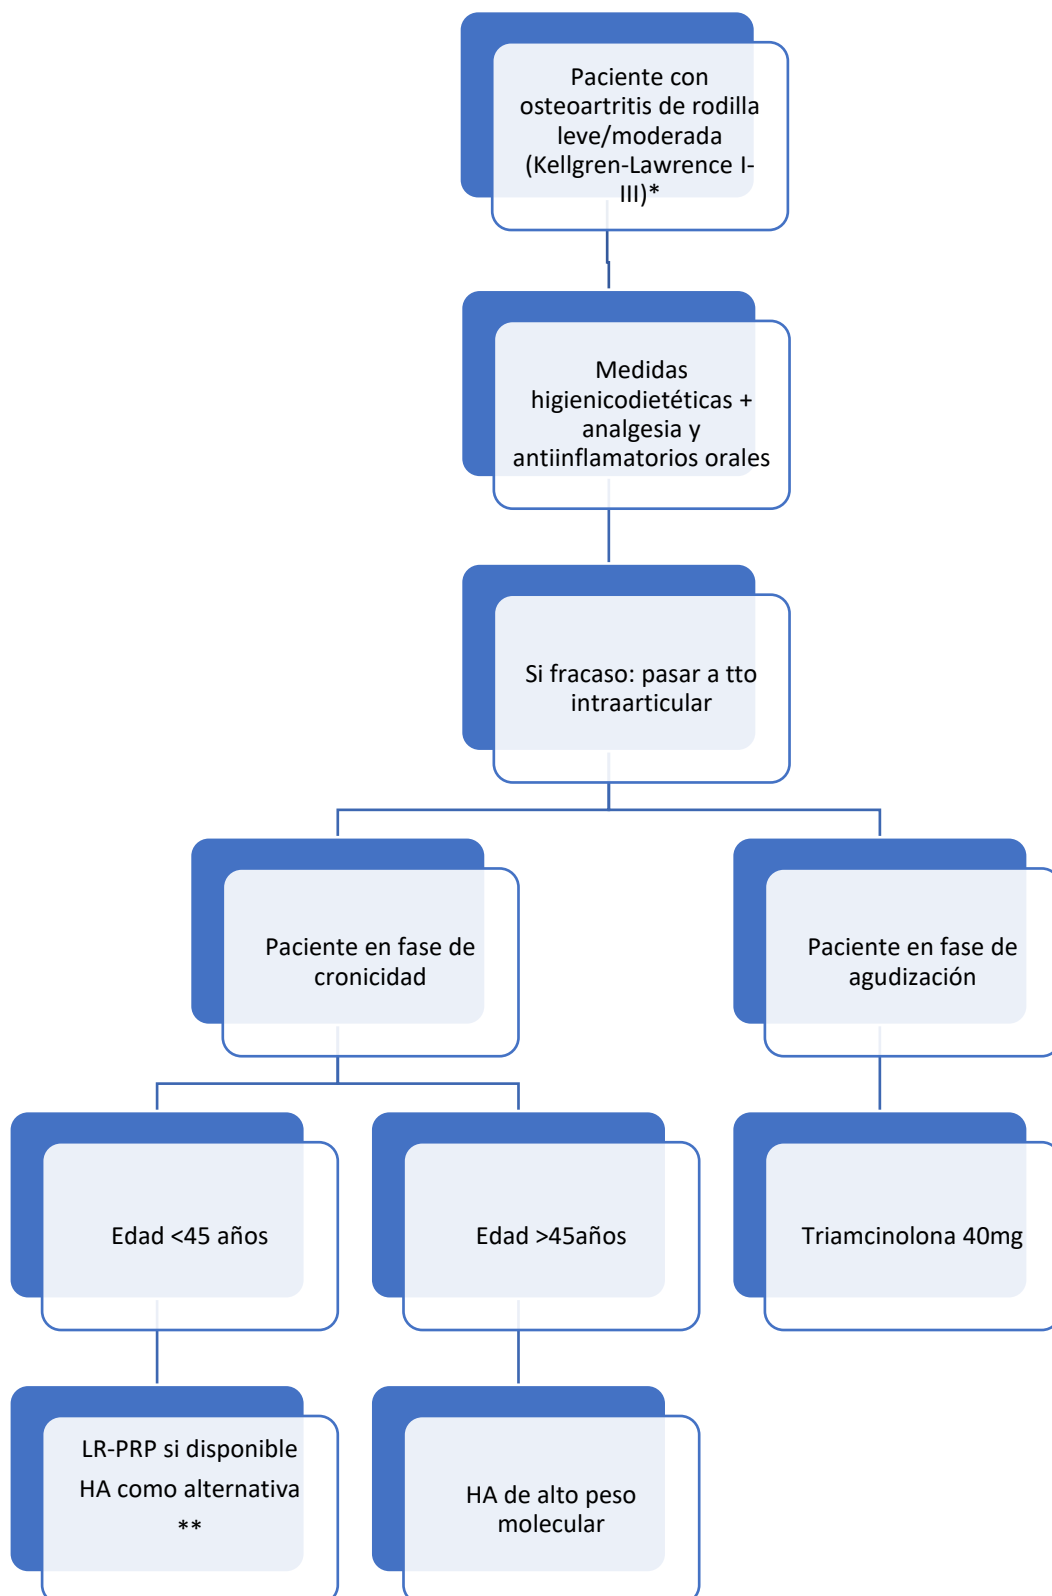 Paciente con
osteoartritis de rodilla
leve/moderada
(Kellgren-Lawrence I-
III)*
Medidas
higienicodietéticas +
analgesia y
antiinflamatorios orales
Si fracaso: pasar a tto
intraarticular
Paciente en fase de
cronicidad
Paciente en fase de
agudización
Edad <45 años
Edad >45años
Triamcinolona 40mg
LR-PRP si disponible
HA como alternativa
**
HA de alto peso
molecular